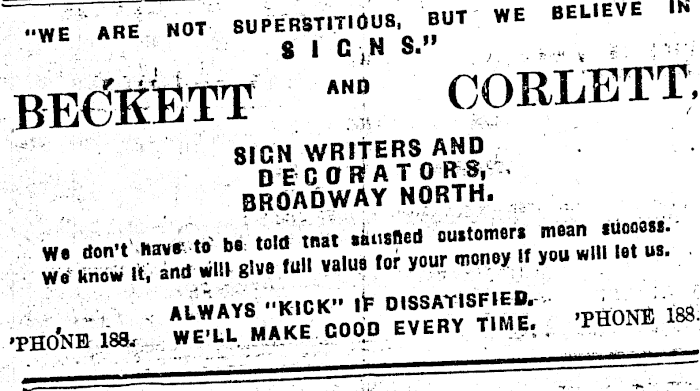 "WE ARE NOT SUPERSTITIOUS, BUT WE BELIEVE IN
SIGNS."
BECKETT AND CORLETT,
SIGN WRITERS AND
DECORATORS,
BROADWAY NORTH.
We don't have to be told that satisfied customers mean success.
We know it, and will give full value for your money if you will let us.
ALWAYS "KICK" IF DISSATISFIED.
'PHONE 188. WE'LL MAKE GOOD EVERY TIME. 'PHONE 188.